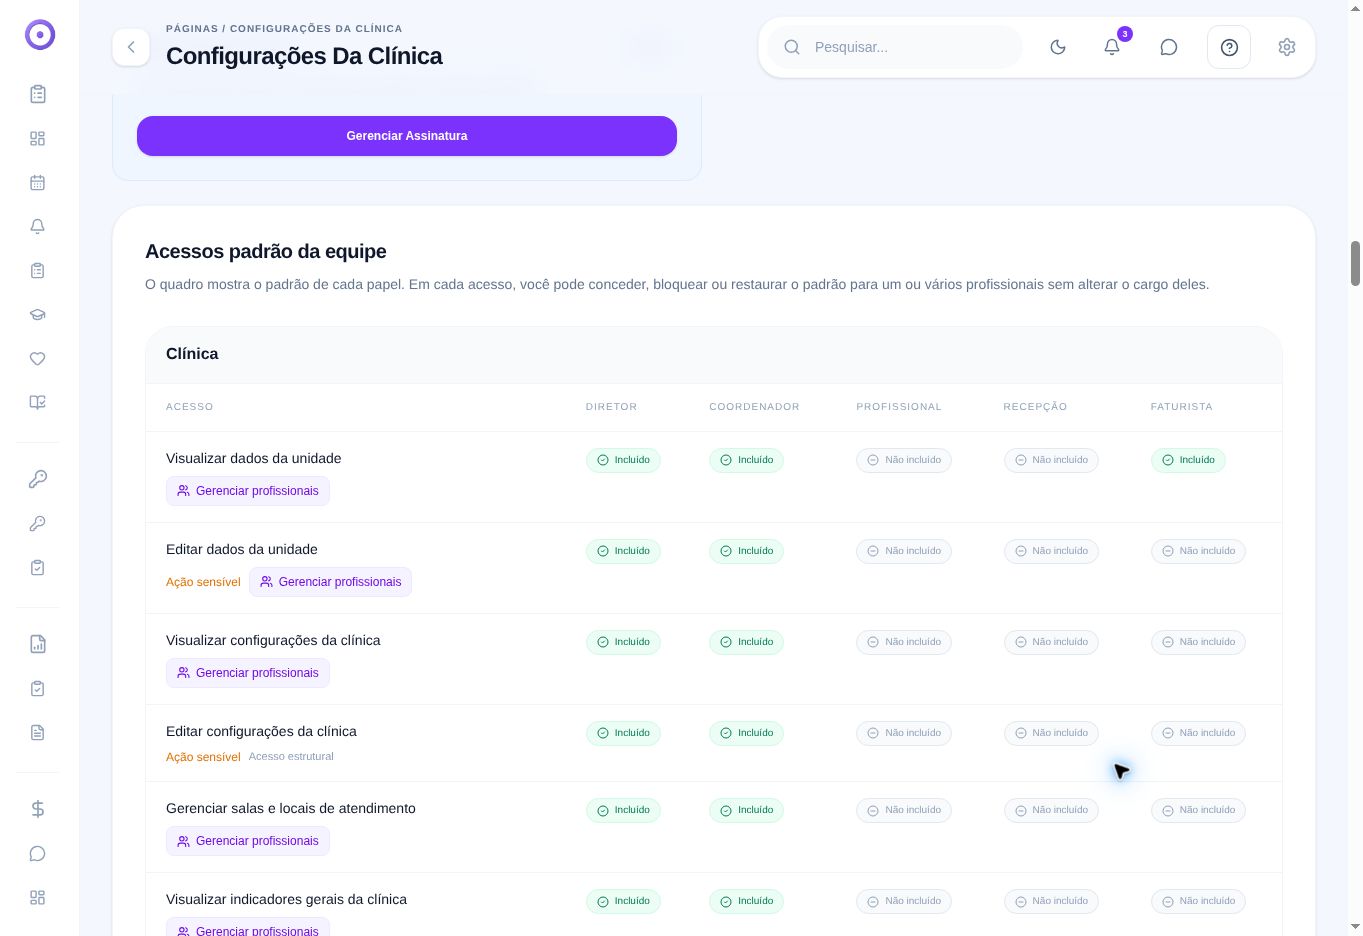 PÁGINAS / CONFIGURAÇÕES DA CLÍNICA
Configurações Da Clínica
Pesquisar...
3
Gerenciar Assinatura
Acessos padrão da equipe
O quadro mostra o padrão de cada papel. Em cada acesso, você pode conceder, bloquear ou restaurar o padrão para um ou vários profissionais sem alterar o cargo deles.
Clínica
ACESSO DIRETOR COORDENADOR PROFISSIONAL RECEPÇÃO FATURISTA
Visualizar dados da unidade Incluído Incluído Não incluído Não incluído Incluído
Gerenciar profissionais
Editar dados da unidade Incluído Incluído Não incluído Não incluído Não incluído
Ação sensível Gerenciar profissionais
Visualizar configurações da clínica Incluído Incluído Não incluído Não incluído Não incluído
Gerenciar profissionais
Editar configurações da clínica Incluído Incluído Não incluído Não incluído Não incluído
Ação sensível Acesso estrutural
Gerenciar salas e locais de atendimento Incluído Incluído Não incluído Não incluído Não incluído
Gerenciar profissionais
Visualizar indicadores gerais da clínica Incluído Incluído Não incluído Não incluído Não incluído
Gerenciar profissionais